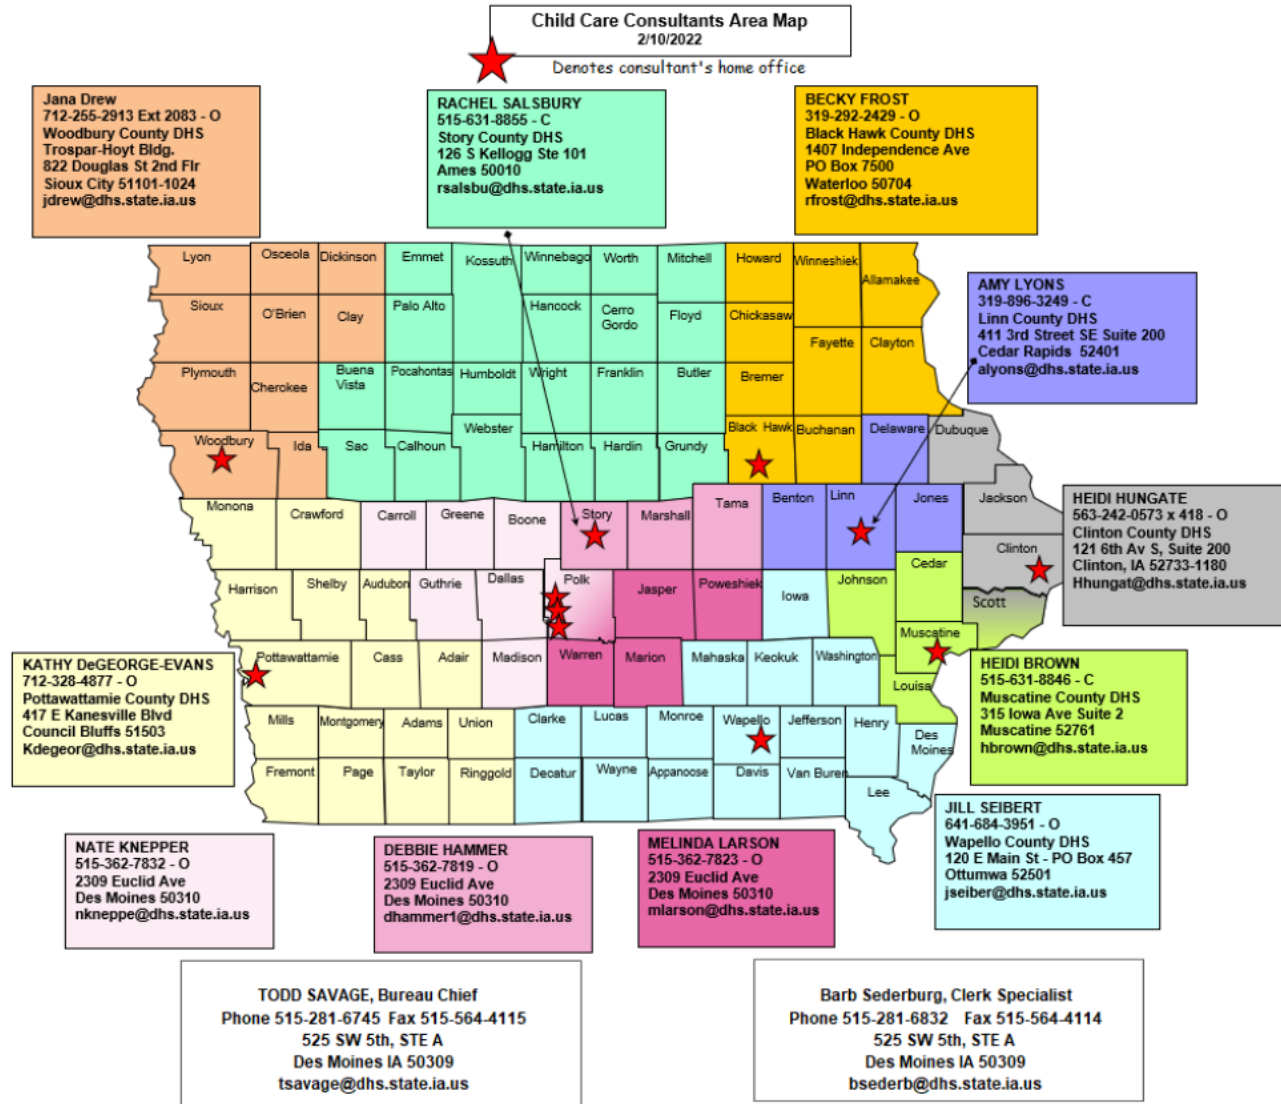 Child Care Consultants Area Map
2/10/2022
Denotes consultant's home office
Jana Drew
712-255-2913 Ext 2083 - O
Woodbury County DHS
Trospar-Hoyt Bldg.
822 Douglas St 2nd Flr
Sioux City 51101-1024
jdrew@dhs.state.ia.us
RACHEL SALSBURY
515-631-8855 - C
Story County DHS
126 S Kellogg Ste 101
Ames 50010
rsalsbu@dhs.state.ia.us
BECKY FROST
319-292-2429 - O
Black Hawk County DHS
1407 Independence Ave
PO Box 7500
Waterloo 50704
rfrost@dhs.state.ia.us
AMY LYONS
319-896-3249 - C
Linn County DHS
411 3rd Street SE Suite 200
Cedar Rapids 52401
alyons@dhs.state.ia.us
Lyon
Osceola
Dickinson
Emmet
Kossuth
Winnebago
Worth
Mitchell
Howard
Winneshiek
Allamakee
Sioux
O'Brien
Clay
Palo Alto
Hancock
Cerro
Gordo
Floyd
Chickasaw
Fayette
Clayton
Plymouth
Cherokee
Buena
Vista
Pocahontas
Humboldt
Wright
Franklin
Butler
Bremer
Woodbury
Ida
Sac
Calhoun
Webster
Hamilton
Hardin
Grundy
Black Hawk
Buchanan
Delaware
Dubuque
Monona
Crawford
Carroll
Greene
Boone
Story
Marshall
Tama
Benton
Linn
Jones
Jackson
Clinton
Harrison
Shelby
Audubon
Guthrie
Dallas
Polk
Jasper
Poweshiek
Iowa
Johnson
Cedar
Scott
Muscatine
Pottawattamie
Cass
Adair
Madison
Warren
Marion
Mahaska
Keokuk
Washington
Louisa
Mills
Montgomery
Adams
Union
Clarke
Lucas
Monroe
Wapello
Jefferson
Henry
Des
Moines
Fremont
Page
Taylor
Ringgold
Decatur
Wayne
Appanoose
Davis
Van Buren
Lee
HEIDI HUNGATE
563-242-0573 x 418 - O
Clinton County DHS
121 6th Av S, Suite 200
Clinton, IA 52733-1180
Hhungat@dhs.state.ia.us
KATHY DeGEORGE-EVANS
712-328-4877 - O
Pottawattamie County DHS
417 E Kanesville Blvd
Council Bluffs 51503
Kdegeor@dhs.state.ia.us
HEIDI BROWN
515-631-8846 - C
Muscatine County DHS
315 Iowa Ave Suite 2
Muscatine 52761
hbrown@dhs.state.ia.us
JILL SEIBERT
641-684-3951 - O
Wapello County DHS
120 E Main St - PO Box 457
Ottumwa 52501
jseiber@dhs.state.ia.us
NATE KNEPPER
515-362-7832 - O
2309 Euclid Ave
Des Moines 50310
nkneppe@dhs.state.ia.us
DEBBIE HAMMER
515-362-7819 - O
2309 Euclid Ave
Des Moines 50310
dhammer1@dhs.state.ia.us
MELINDA LARSON
515-362-7823 - O
2309 Euclid Ave
Des Moines 50310
mlarson@dhs.state.ia.us
TODD SAVAGE, Bureau Chief
Phone 515-281-6745 Fax 515-564-4115
525 SW 5th, STE A
Des Moines IA 50309
tsavage@dhs.state.ia.us
Barb Sederburg, Clerk Specialist
Phone 515-281-6832 Fax 515-564-4114
525 SW 5th, STE A
Des Moines IA 50309
bsederb@dhs.state.ia.us